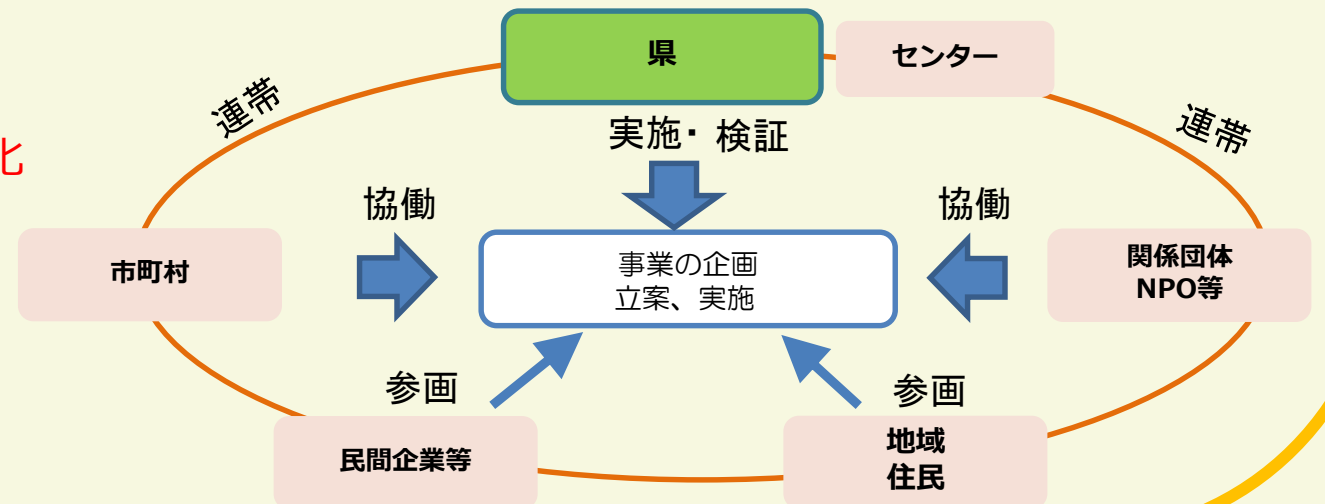 県
センター
連帯
連帯
実施・検証
化
協働
協働
市町村
事業の企画
立案、実施
関係団体
NPO等
参画
参画
民間企業等
地域
住民